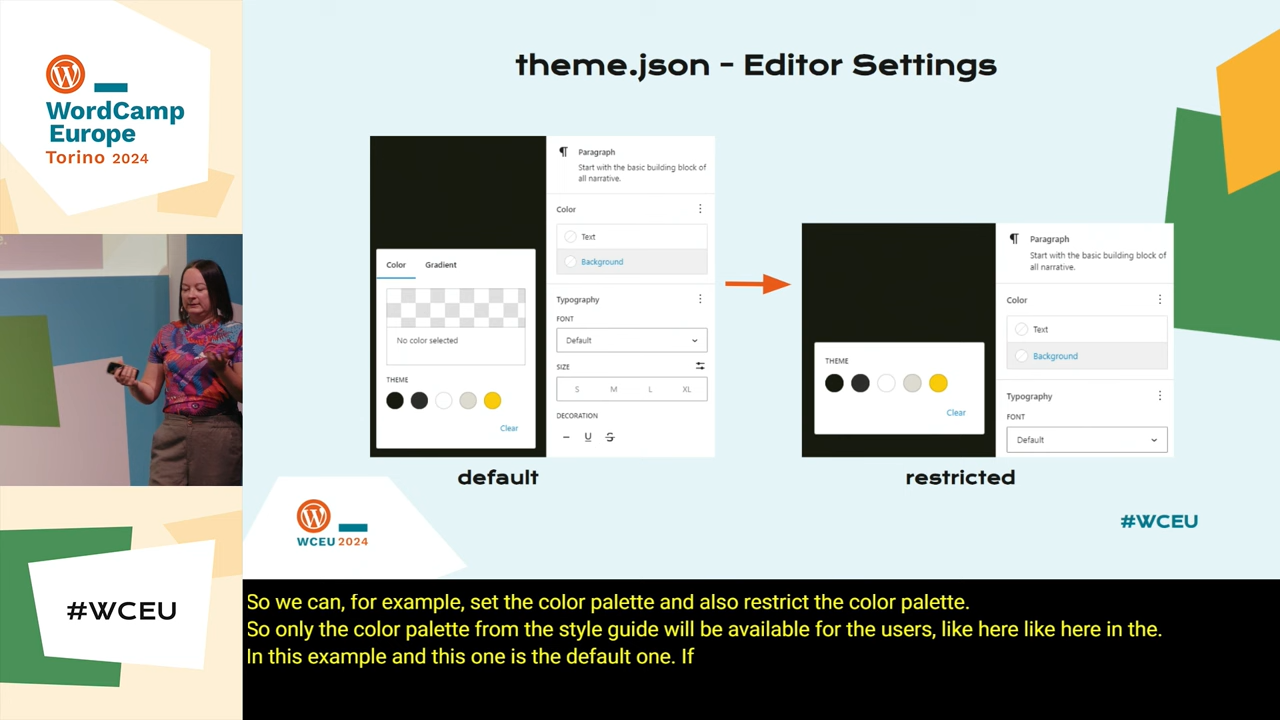 WordCamp
Europe
Torino 2024
theme.json - Editor Settings
Color
Gradient
No color selected
THEME
Clear
Paragraph
Start with the basic building block of
all narrative.
Color
Text
Background
Typography
FONT
Default
SIZE
S M L XL
DECORATION
default
THEME
Clear
Paragraph
Start with the basic building block of
all narrative.
Color
Text
Background
Typography
FONT
Default
restricted
WCEU 2024
#WCEU
#WCEU
So we can, for example, set the color palette and also restrict the color palette.
So only the color palette from the style guide will be available for the users, like here like here in the.
In this example and this one is the default one. If